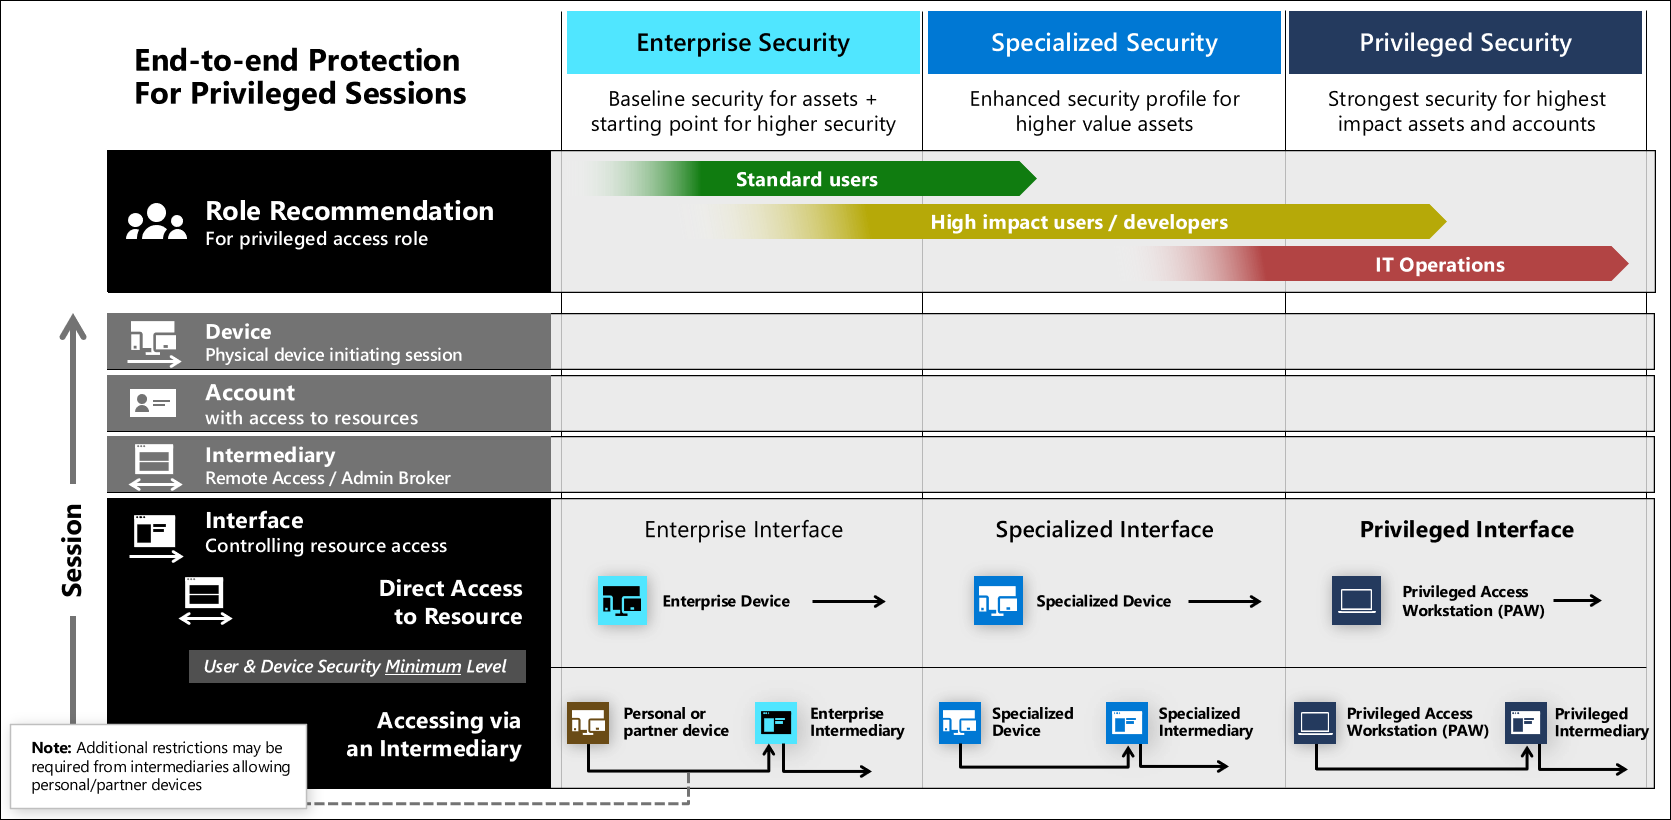 End-to-end Protection
For Privileged Sessions
Enterprise Security
Baseline security for assets +
starting point for higher security
Specialized Security
Enhanced security profile for
higher value assets
Privileged Security
Strongest security for highest
impact assets and accounts
Role Recommendation
For privileged access role
Standard users
High impact users / developers
IT Operations
Session
Device
Physical device initiating session
Account
with access to resources
Intermediary
Remote Access / Admin Broker
Interface
Controlling resource access
Enterprise Interface
Specialized Interface
Privileged Interface
Direct Access
to Resource
Enterprise Device
Specialized Device
Privileged Access
Workstation (PAW)
User & Device Security Minimum Level
Accessing via
an Intermediary
Personal or
partner device
Enterprise
Intermediary
Specialized
Device
Specialized
Intermediary
Privileged Access
Workstation (PAW)
Privileged
Intermediary
Note: Additional restrictions may be
required from intermediaries allowing
personal/partner devices